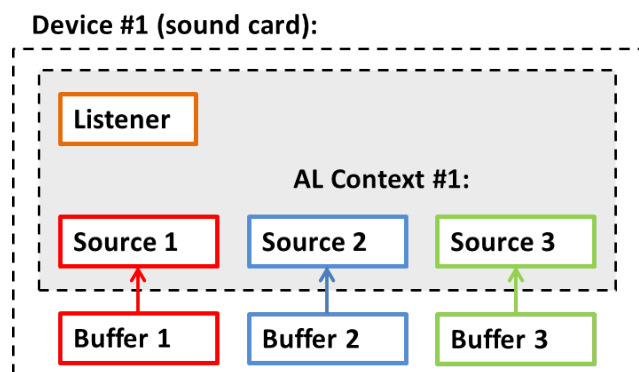 Device #1 (sound card):
Listener
AL Context #1:
Source 1 Source 2 Source 3
Buffer 1 Buffer 2 Buffer 3